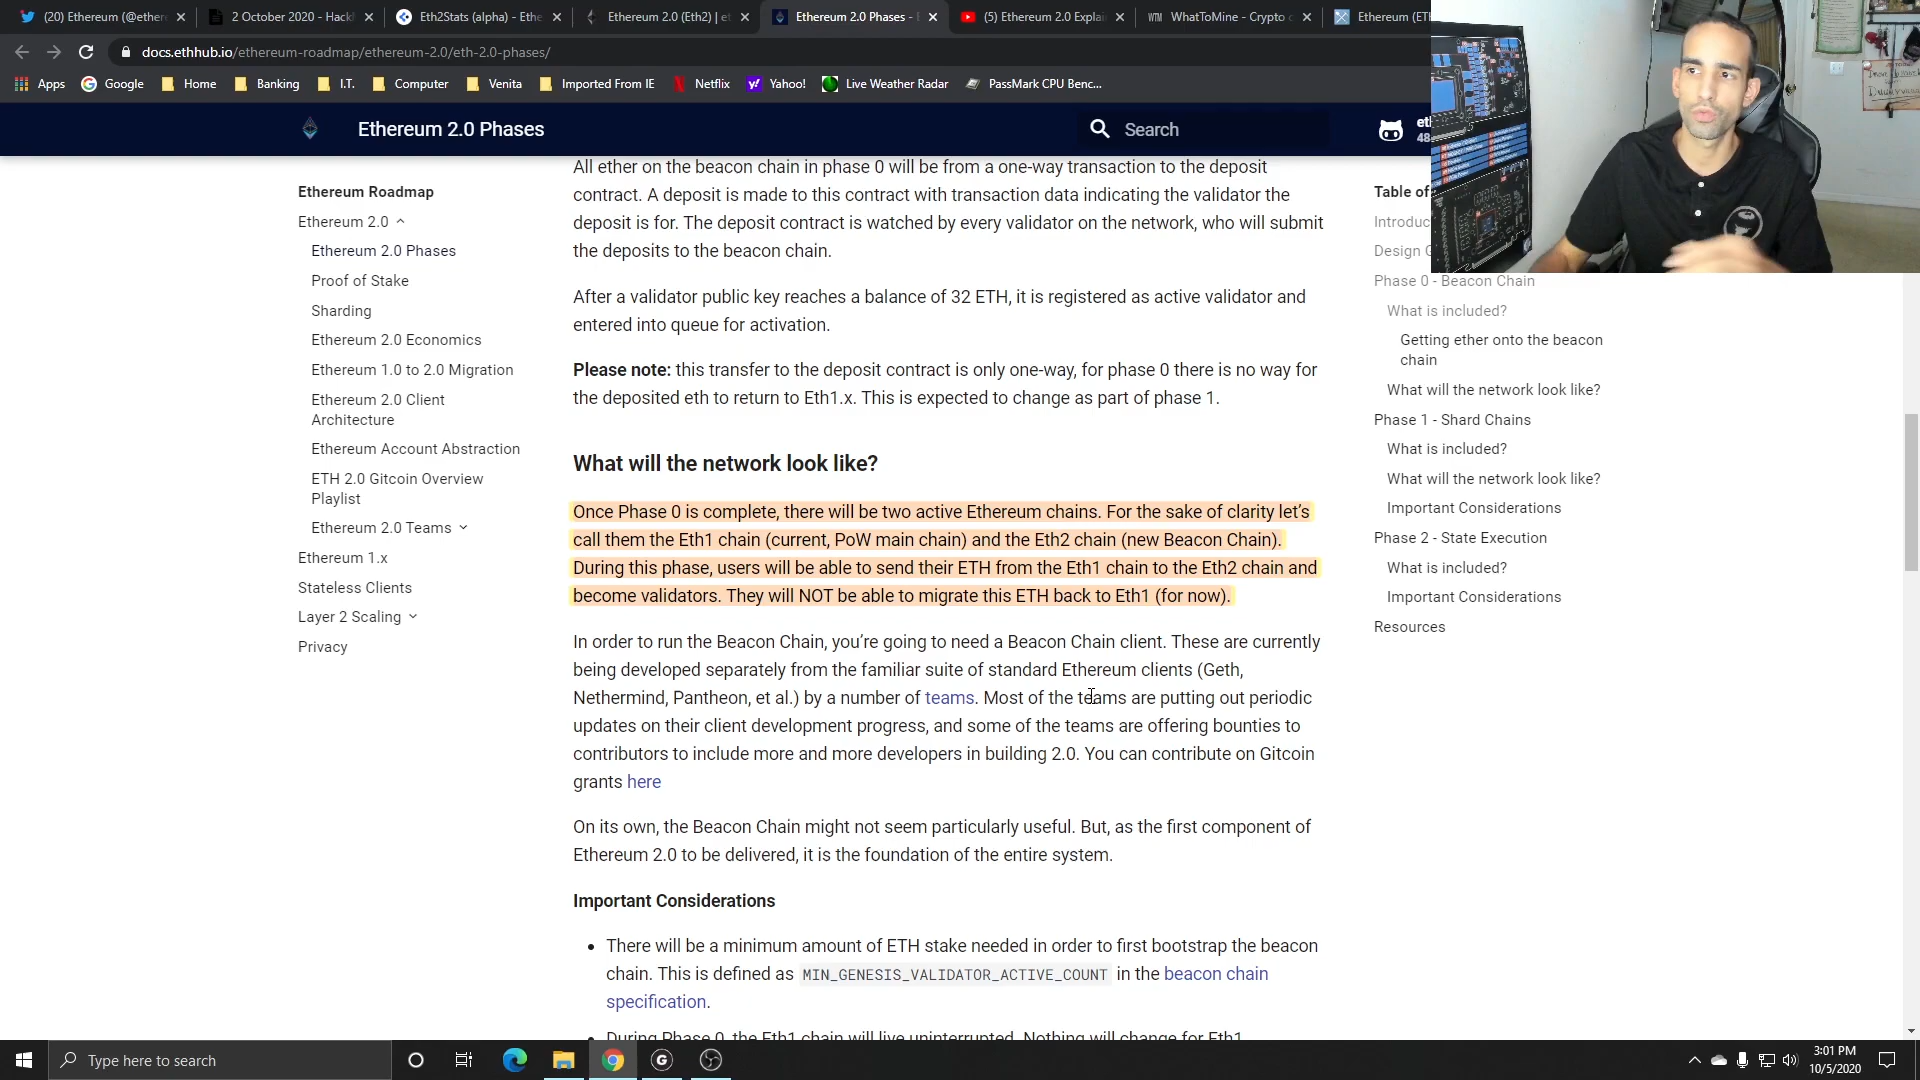 (20) Ethereum (@ether
2 October 2020 - HackM
Eth2Stats (alpha) - Ethe
Ethereum 2.0 (Eth2) | et
Ethereum 2.0 Phases - E
(5) Ethereum 2.0 Explai
WhatToMine - Crypto c
Ethereum (ET
docs.ethhub.io/ethereum-roadmap/ethereum-2.0/eth-2.0-phases/
Apps
Google
Home
Banking
I.T.
Computer
Venita
Imported From IE
Netflix
Yahoo!
Live Weather Radar
PassMark CPU Benc...
Ethereum 2.0 Phases
Search
Ethereum Roadmap
Ethereum 2.0
Ethereum 2.0 Phases
Proof of Stake
Sharding
Ethereum 2.0 Economics
Ethereum 1.0 to 2.0 Migration
Ethereum 2.0 Client
Architecture
Ethereum Account Abstraction
ETH 2.0 Gitcoin Overview
Playlist
Ethereum 2.0 Teams
Ethereum 1.x
Stateless Clients
Layer 2 Scaling
Privacy
All ether on the beacon chain in phase 0 will be from a one-way transaction to the deposit
contract. A deposit is made to this contract with transaction data indicating the validator the
deposit is for. The deposit contract is watched by every validator on the network, who will submit
the deposits to the beacon chain.
After a validator public key reaches a balance of 32 ETH, it is registered as active validator and
entered into queue for activation.
Please note: this transfer to the deposit contract is only one-way, for phase 0 there is no way for
the deposited eth to return to Eth1.x. This is expected to change as part of phase 1.
What will the network look like?
Once Phase 0 is complete, there will be two active Ethereum chains. For the sake of clarity let's
call them the Eth1 chain (current, PoW main chain) and the Eth2 chain (new Beacon Chain).
During this phase, users will be able to send their ETH from the Eth1 chain to the Eth2 chain and
become validators. They will NOT be able to migrate this ETH back to Eth1 (for now).
In order to run the Beacon Chain, you're going to need a Beacon Chain client. These are currently
being developed separately from the familiar suite of standard Ethereum clients (Geth,
Nethermind, Pantheon, et al.) by a number of teams. Most of the teams are putting out periodic
updates on their client development progress, and some of the teams are offering bounties to
contributors to include more and more developers in building 2.0. You can contribute on Gitcoin
grants here
On its own, the Beacon Chain might not seem particularly useful. But, as the first component of
Ethereum 2.0 to be delivered, it is the foundation of the entire system.
Important Considerations
• There will be a minimum amount of ETH stake needed in order to first bootstrap the beacon
chain. This is defined as MIN_GENESIS_VALIDATOR_ACTIVE_COUNT in the beacon chain
specification.
• During Phase 0, the Eth1 chain will live uninterrupted. Nothing will change for Eth1
Table of
Introduc
Design G
Phase 0 - Beacon Chain
What is included?
Getting ether onto the beacon
chain
What will the network look like?
Phase 1 - Shard Chains
What is included?
What will the network look like?
Important Considerations
Phase 2 - State Execution
What is included?
Important Considerations
Resources
Type here to search
3:01 PM
10/5/2020